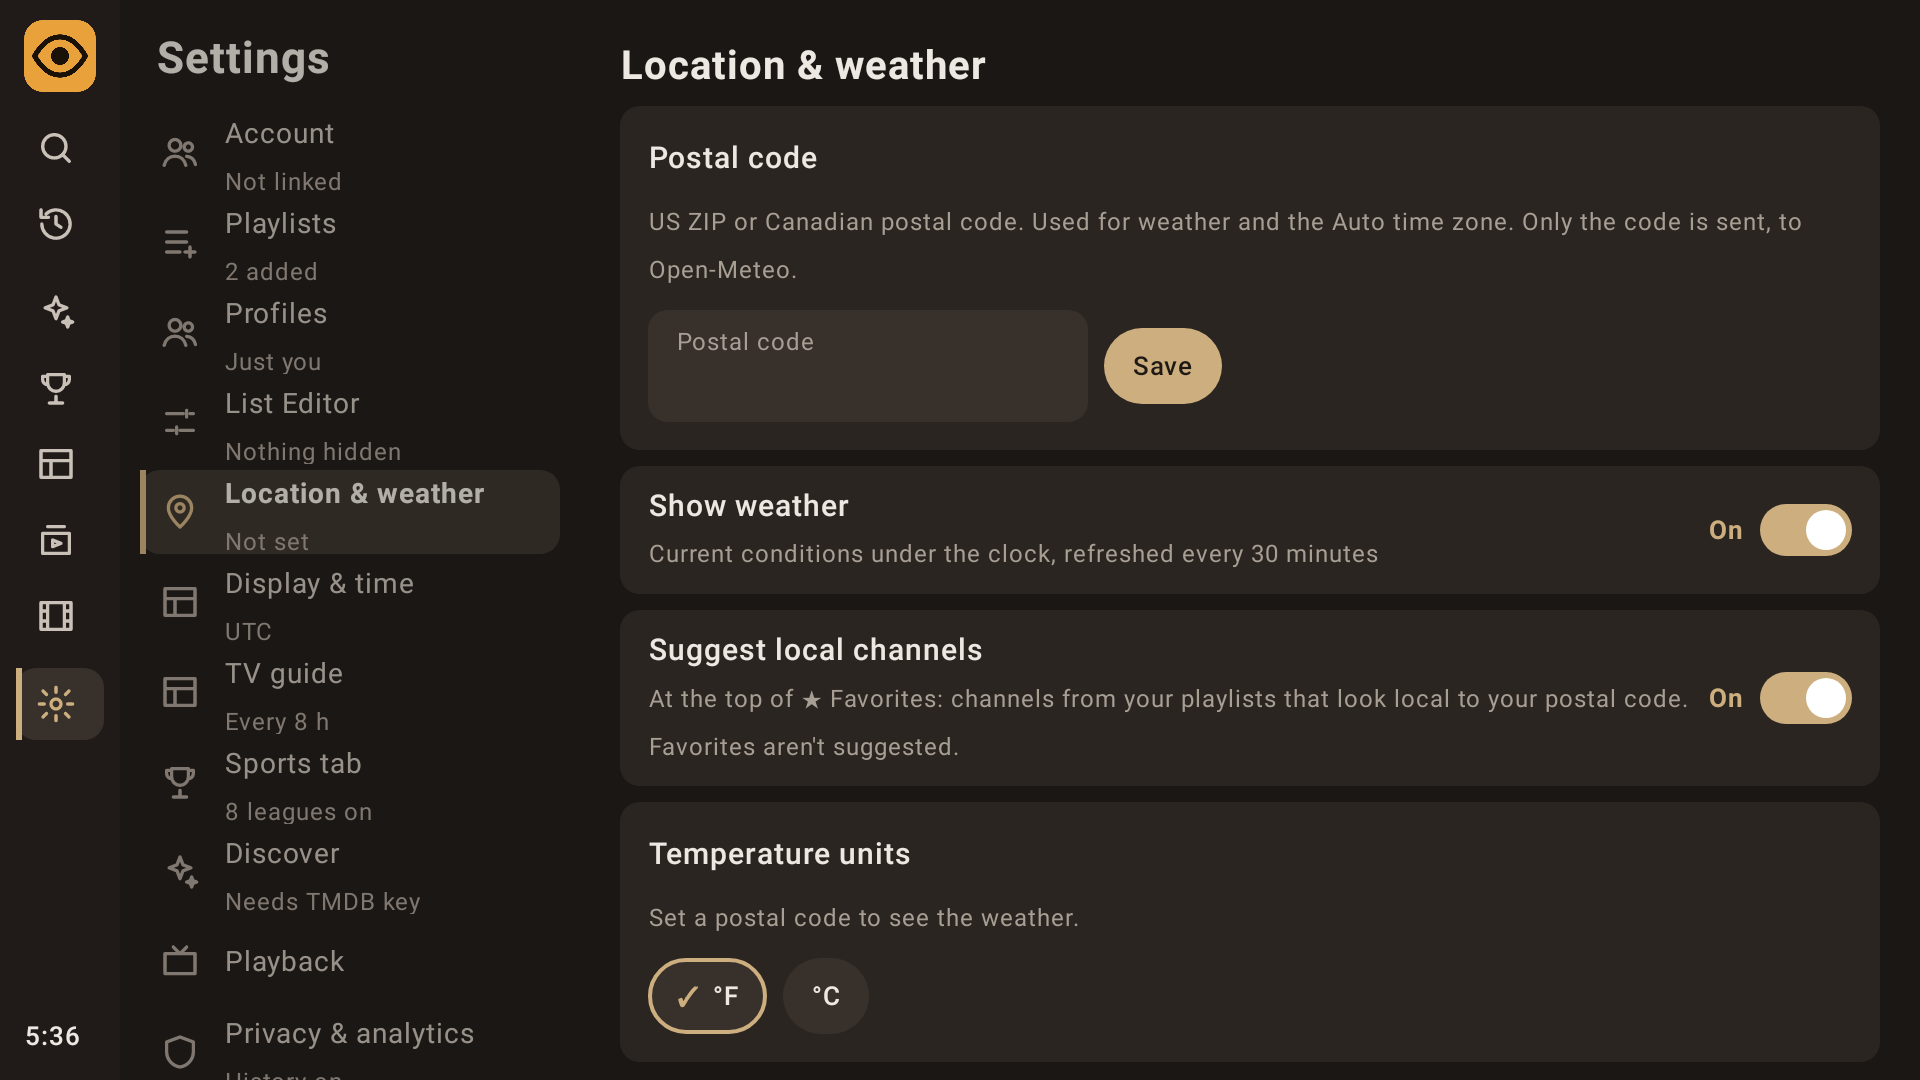 Settings
Account
Not linked
Playlists
2 added
Profiles
Just you
List Editor
Nothing hidden
Location & weather
Not set
Display & time
UTC
TV guide
Every 8 h
Sports tab
8 leagues on
Discover
Needs TMDB key
Playback
Privacy & analytics
History on
5:36
Location & weather
Postal code
US ZIP or Canadian postal code. Used for weather and the Auto time zone. Only the code is sent, to
Open-Meteo.
Postal code
Save
Show weather
Current conditions under the clock, refreshed every 30 minutes
On
Suggest local channels
At the top of ★ Favorites: channels from your playlists that look local to your postal code.
Favorites aren't suggested.
On
Temperature units
Set a postal code to see the weather.
✓ °F
°C